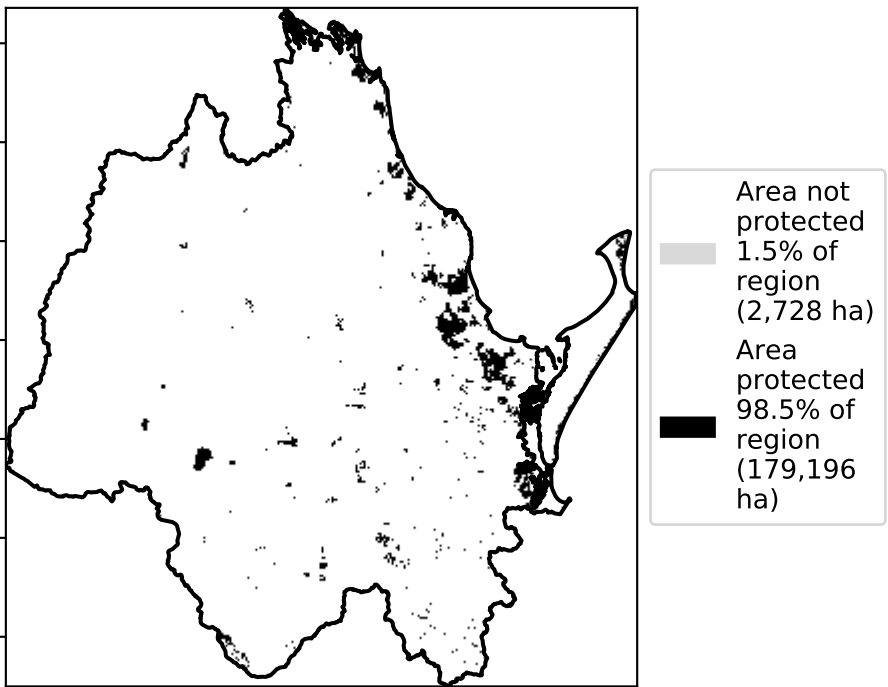 Area not
protected
1.5% of
region
(2,728 ha)
Area
protected
98.5% of
region
(179,196
ha)